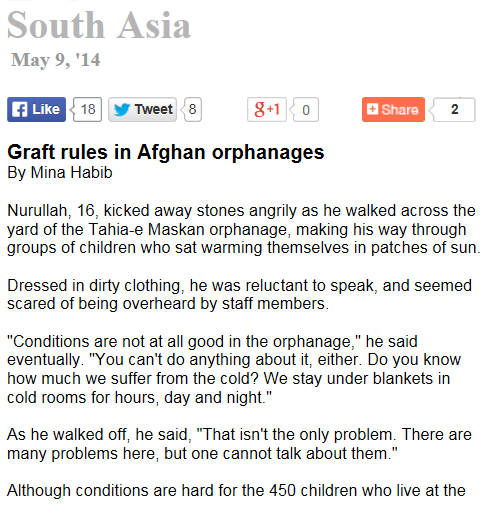 South Asia
May 9, '14
Like 18 Tweet 8 g+1 0 Share 2
Graft rules in Afghan orphanages
By Mina Habib
Nurullah, 16, kicked away stones angrily as he walked across the
yard of the Tahia-e Maskan orphanage, making his way through
groups of children who sat warming themselves in patches of sun.
Dressed in dirty clothing, he was reluctant to speak, and seemed
scared of being overheard by staff members.
"Conditions are not at all good in the orphanage," he said
eventually. "You can't do anything about it, either. Do you know
how much we suffer from the cold? We stay under blankets in
cold rooms for hours, day and night."
As he walked off, he said, "That isn't the only problem. There are
many problems here, but one cannot talk about them."
Although conditions are hard for the 450 children who live at the